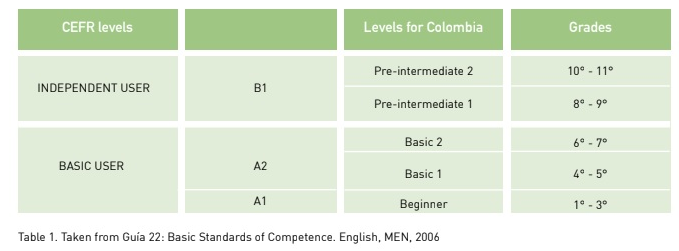 CEFR levels Levels for Colombia Grades
INDEPENDENT USER B1 Pre-intermediate 2 10° - 11°
Pre-intermediate 1 8° - 9°
BASIC USER A2 Basic 2 6° - 7°
Basic 1 4° - 5°
A1 Beginner 1° - 3°
Table 1. Taken from Guía 22: Basic Standards of Competence. English, MEN, 2006